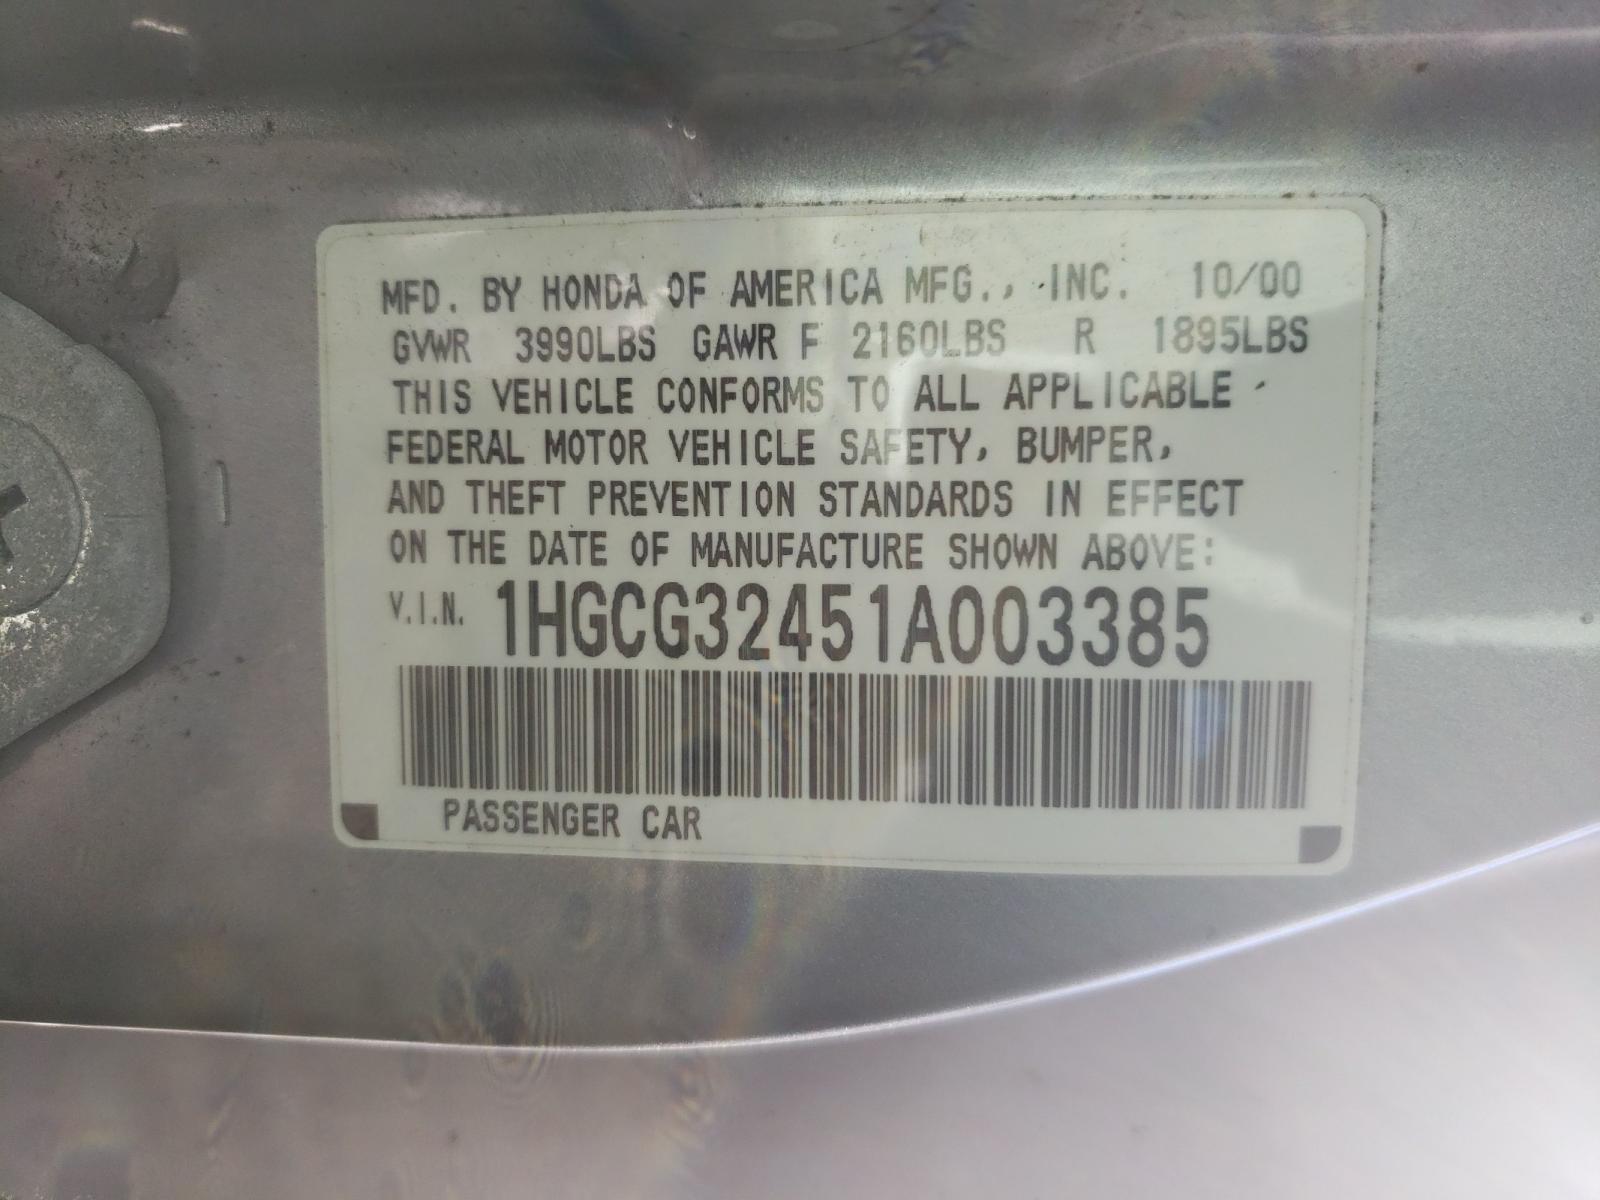 MFD. BY HONDA OF AMERICA MFG., INC. 10/00
GVWR 3990LBS GAWR F 2160LBS R 1895LBS
THIS VEHICLE CONFORMS TO ALL APPLICABLE
FEDERAL MOTOR VEHICLE SAFETY, BUMPER,
AND THEFT PREVENTION STANDARDS IN EFFECT
ON THE DATE OF MANUFACTURE SHOWN ABOVE:
V.I.N. 1HGCG32451A003385
PASSENGER CAR